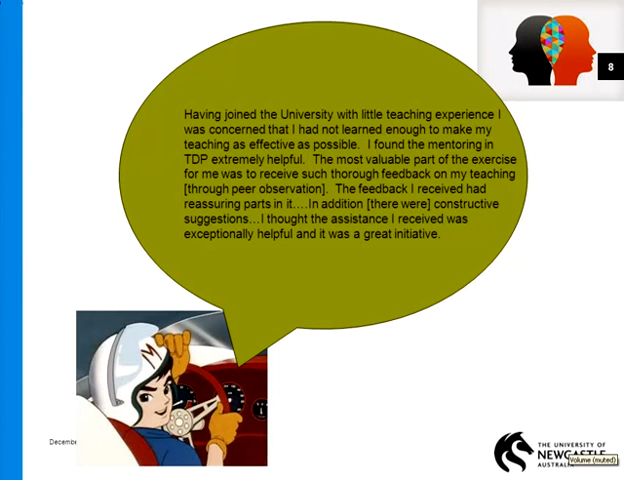 8
Having joined the University with little teaching experience I
was concerned that I had not learned enough to make my
teaching as effective as possible.  I found the mentoring in
TDP extremely helpful.  The most valuable part of the exercise
for me was to receive such thorough feedback on my teaching
[through peer observation].  The feedback I received had
reassuring parts in it….In addition [there were] constructive
suggestions…I thought the assistance I received was
exceptionally helpful and it was a great initiative.
M
Decembe
THE UNIVERSITY OF
NEWCASTLE
AUSTRALIA
Volume (muted)